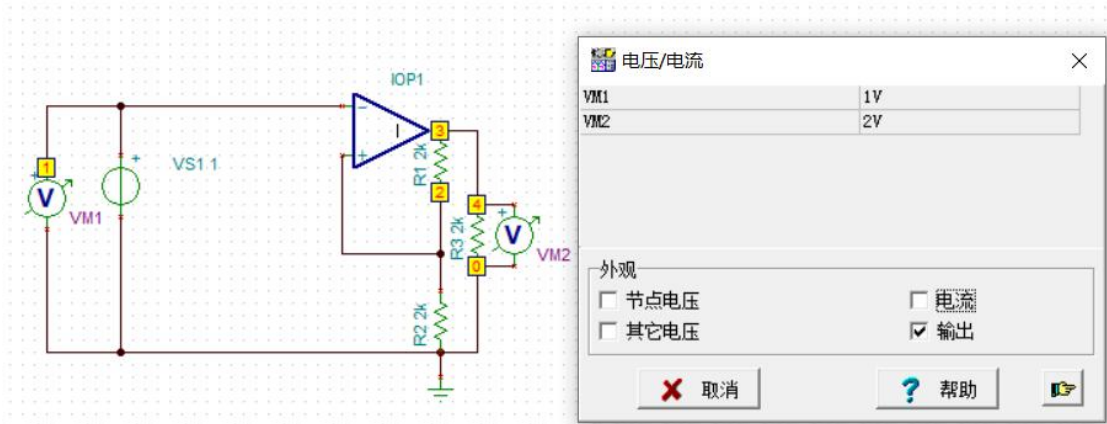 IOP1
VS1 1
VM1
R1 2k
R2 2k
R3 2k
VM2
1
2
3
4
0
V
V
I
电压/电流
VM1 1V
VM2 2V
外观
节点电压
电流
其它电压
输出
取消
帮助